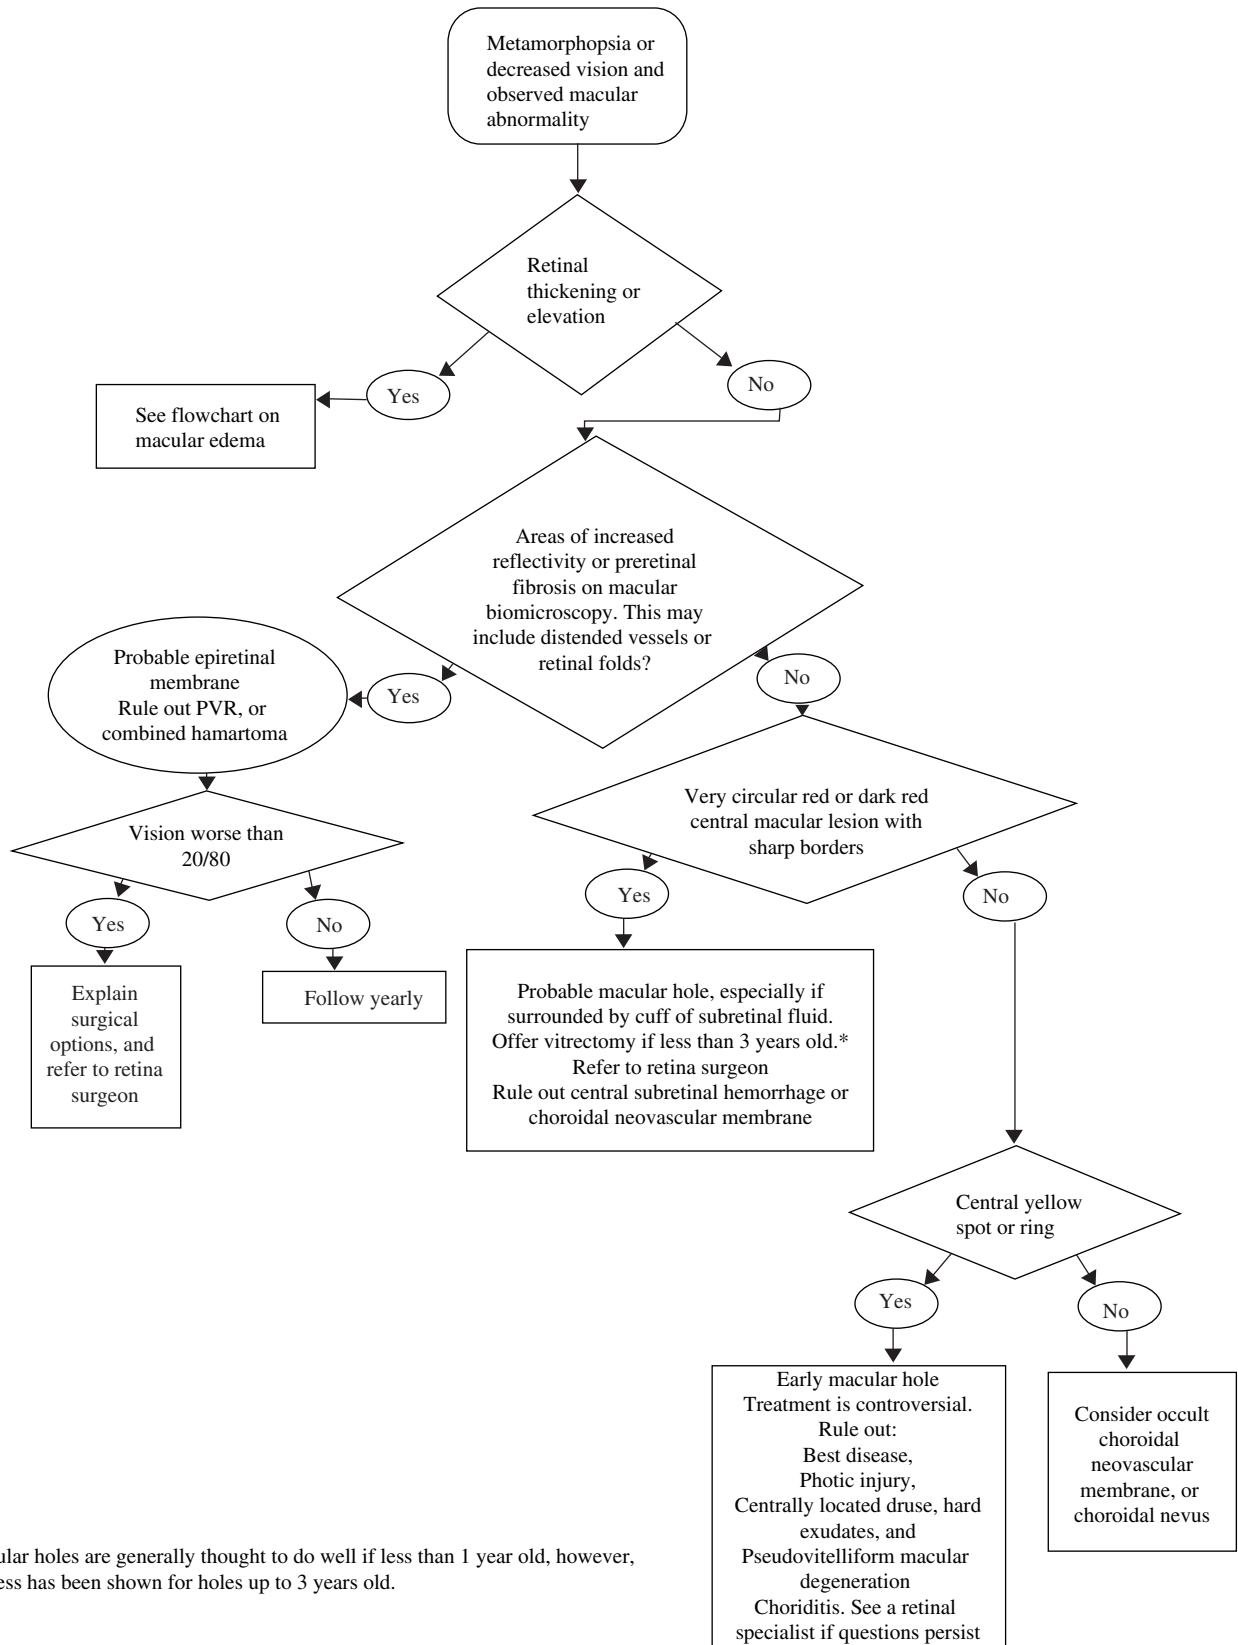 Metamorphopsia or
decreased vision and
observed macular
abnormality
Retinal
thickening or
elevation
Yes
No
See flowchart on
macular edema
Areas of increased
reflectivity or preretinal
fibrosis on macular
biomicroscopy. This may
include distended vessels or
retinal folds?
Yes
No
Probable epiretinal
membrane
Rule out PVR, or
combined hamartoma
Vision worse than
20/80
Yes
No
Explain
surgical
options, and
refer to retina
surgeon
Follow yearly
Very circular red or dark red
central macular lesion with
sharp borders
Yes
No
Probable macular hole, especially if
surrounded by cuff of subretinal fluid.
Offer vitrectomy if less than 3 years old.*
Refer to retina surgeon
Rule out central subretinal hemorrhage or
choroidal neovascular membrane
Central yellow
spot or ring
Yes
No
Early macular hole
Treatment is controversial.
Rule out:
Best disease,
Photic injury,
Centrally located druse, hard
exudates, and
Pseudovitelliform macular
degeneration
Choriditis. See a retinal
specialist if questions persist
Consider occult
choroidal
neovascular
membrane, or
choroidal nevus
holes are generally thought to do well if less than 1 year old, however,
has been shown for holes up to 3 years old.